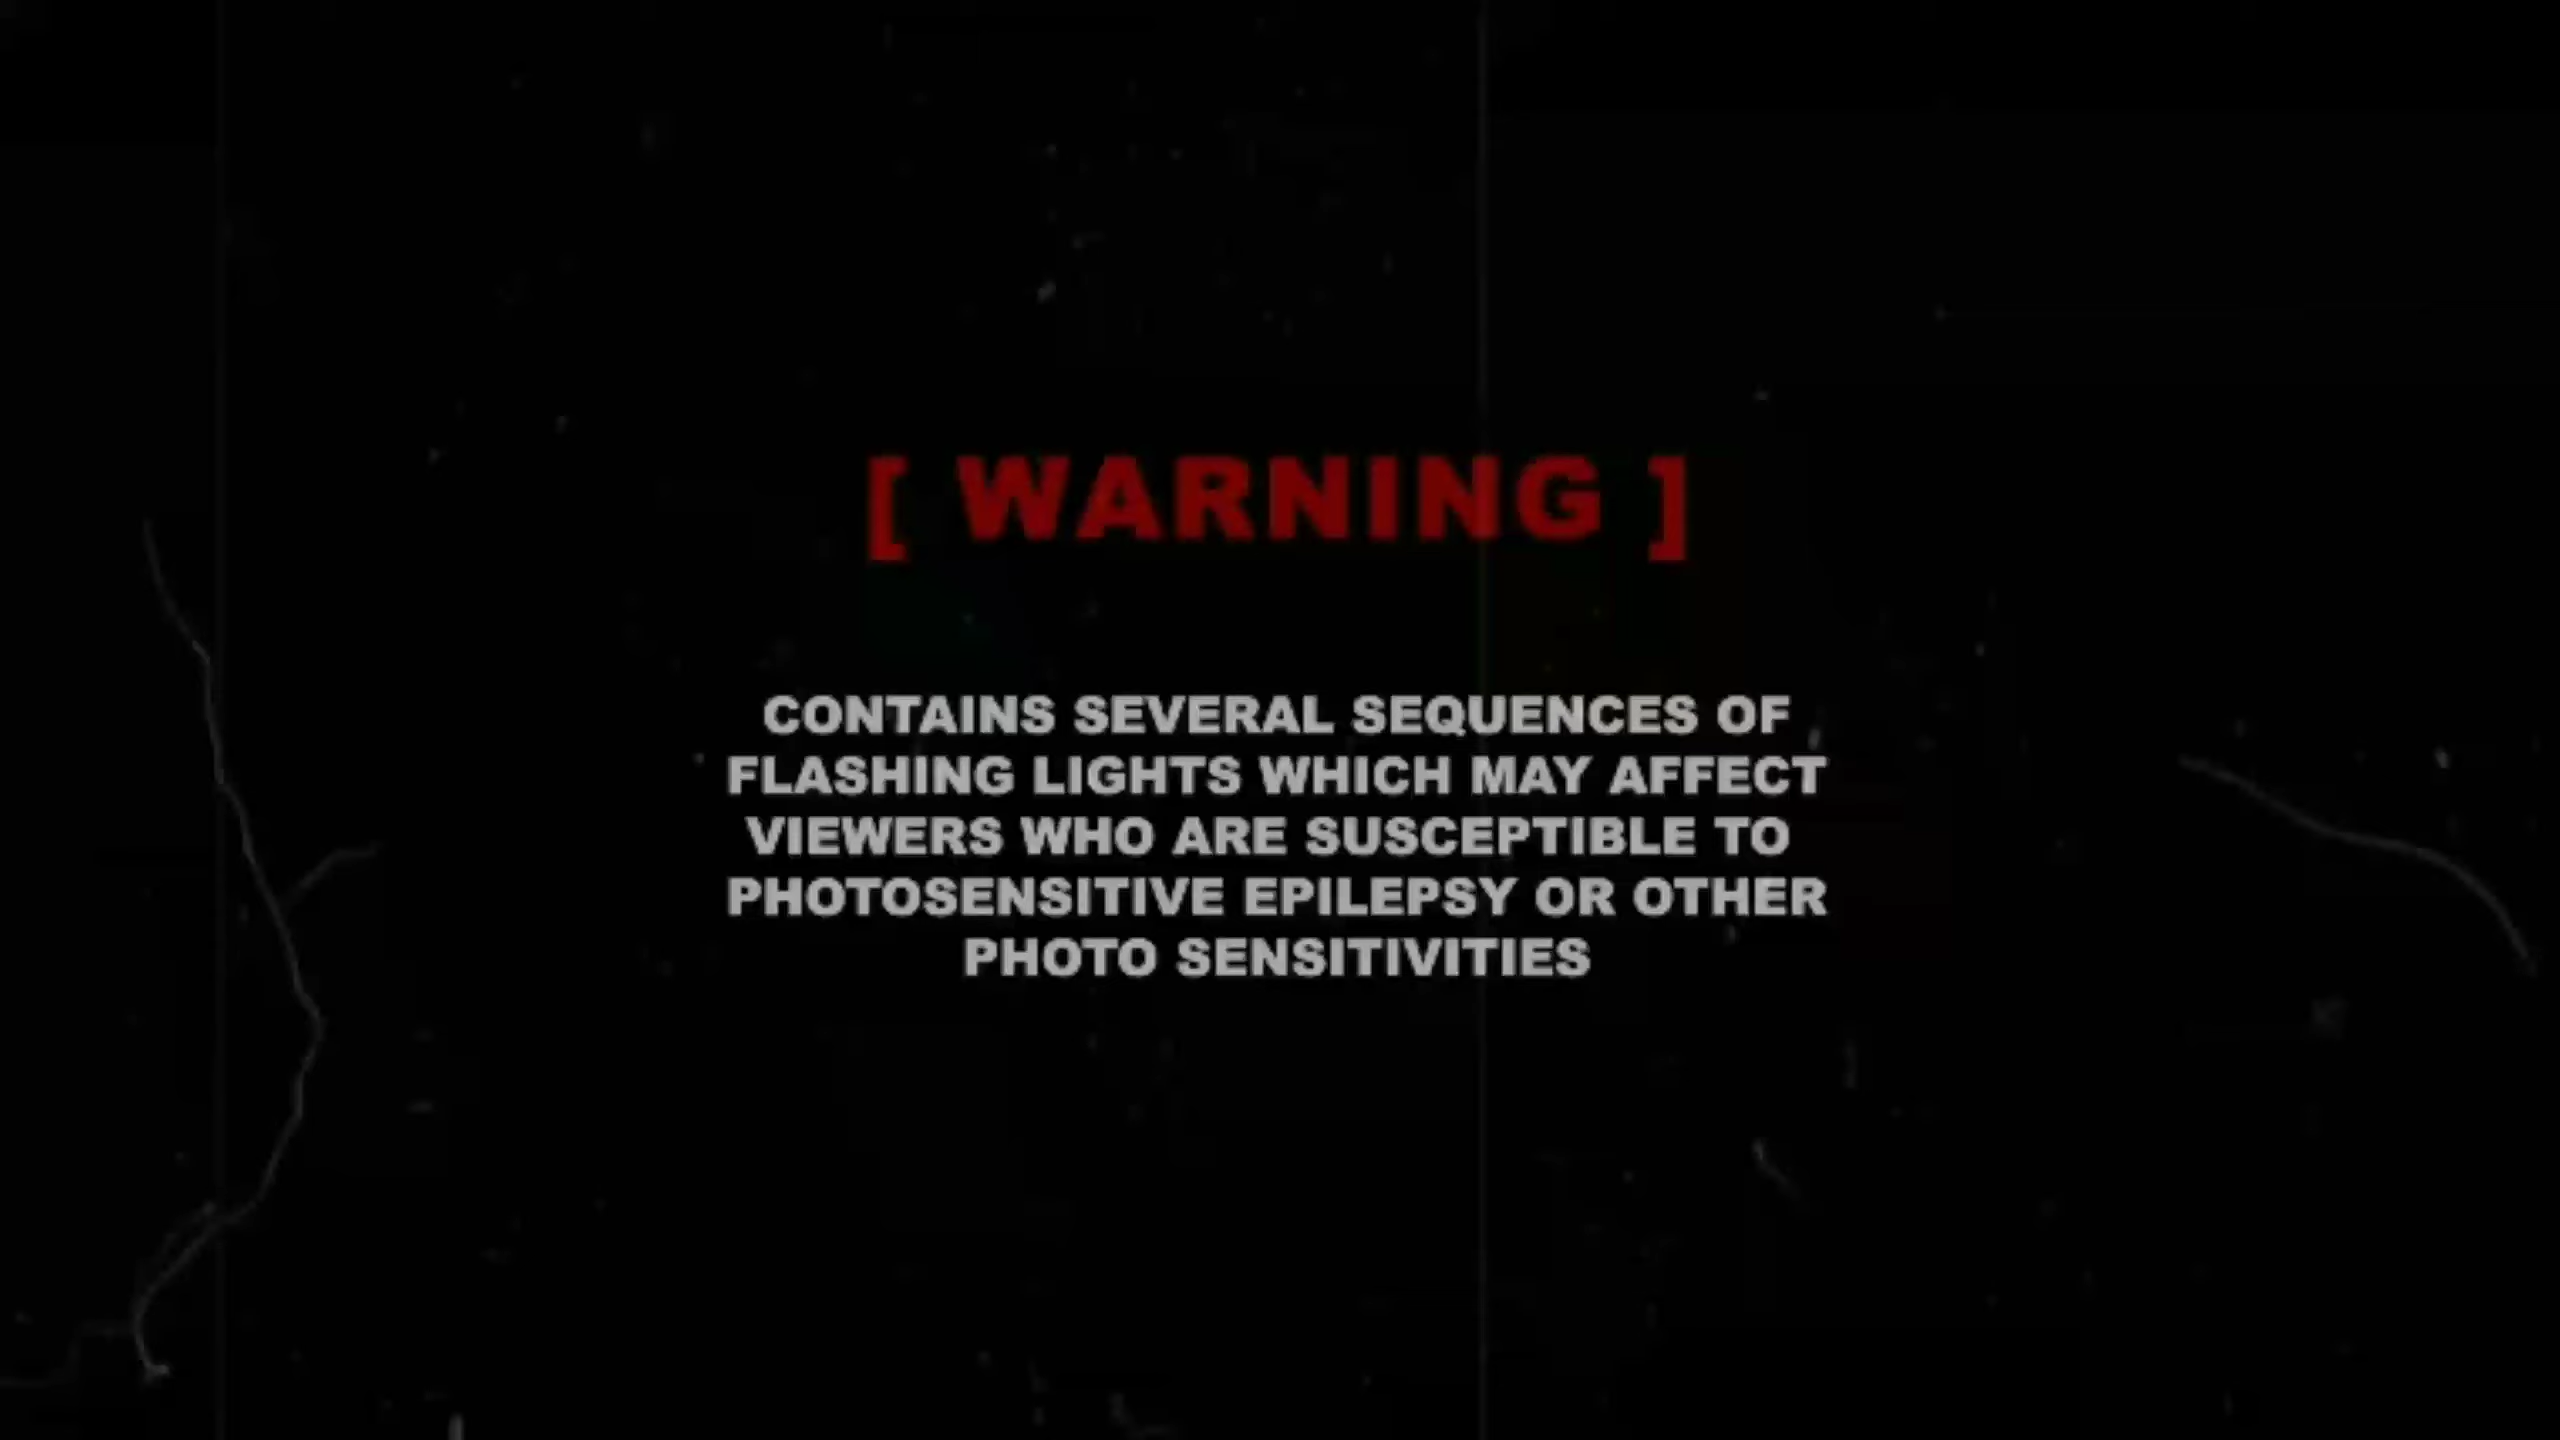 [ WARNING ]
CONTAINS SEVERAL SEQUENCES OF
FLASHING LIGHTS WHICH MAY AFFECT
VIEWERS WHO ARE SUSCEPTIBLE TO
PHOTOSENSITIVE EPILEPSY OR OTHER
PHOTO SENSITIVITIES